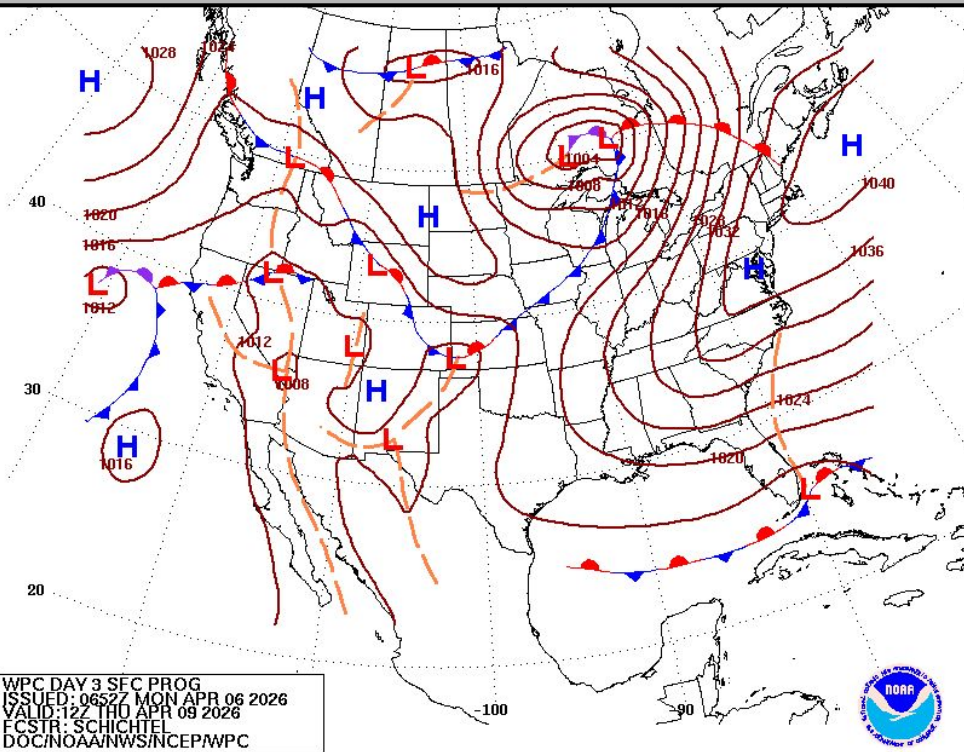 1028
1024
H
H
L
1016
L
L
1004
H
1008
1012
1016
1040
40
1020
H
1028
1032
1016
1036
L
L
L
H
1012
1012
L
L
L
1008
30
H
1024
H
L
1016
1020
L
20
-100
90
WPC DAY 3 SFC PROG
ISSUED: 0652Z MON APR 06 2026
VALID:12Z THU APR 09 2026
FCSTR: SCHICHTEL
DOC/NOAA/NWS/NCEP/WPC
NOAA